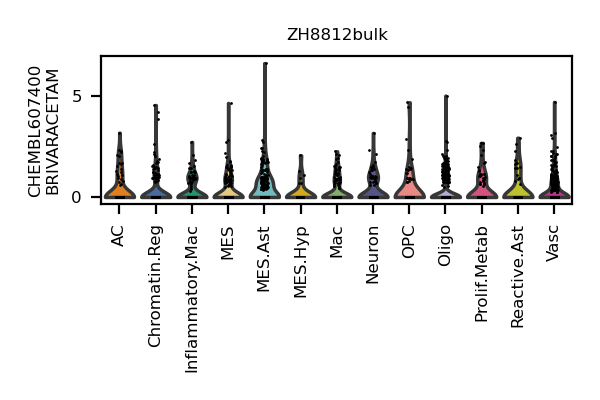 ZH8812bulk
CHEMBL607400
BRIVARACETAM
5
0
AC
Chromatin.Reg
Inflammatory.Mac
MES
MES.Ast
MES.Hyp
Mac
Neuron
OPC
Oligo
Prolif.Metab
Reactive.Ast
Vasc